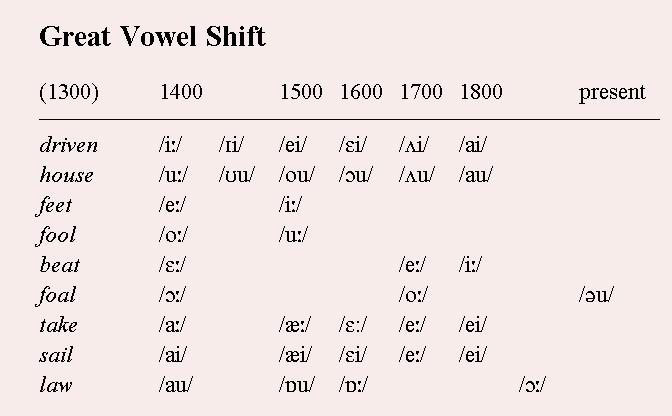 Great Vowel Shift
(1300) 1400 1500 1600 1700 1800 present
driven /iː/ /ɪi/ /ei/ /ɛi/ /ʌi/ /ai/
house /uː/ /ʊu/ /ou/ /ɔu/ /ʌu/ /au/
feet /eː/ /iː/
fool /oː/ /uː/
beat /ɛː/ /eː/ /iː/
foal /ɔː/ /oː/ /əu/
take /aː/ /æː/ /ɛː/ /eː/ /ei/
sail /ai/ /æi/ /ɛi/ /eː/ /ei/
law /au/ /ɒu/ /ɒː/ /ɔː/